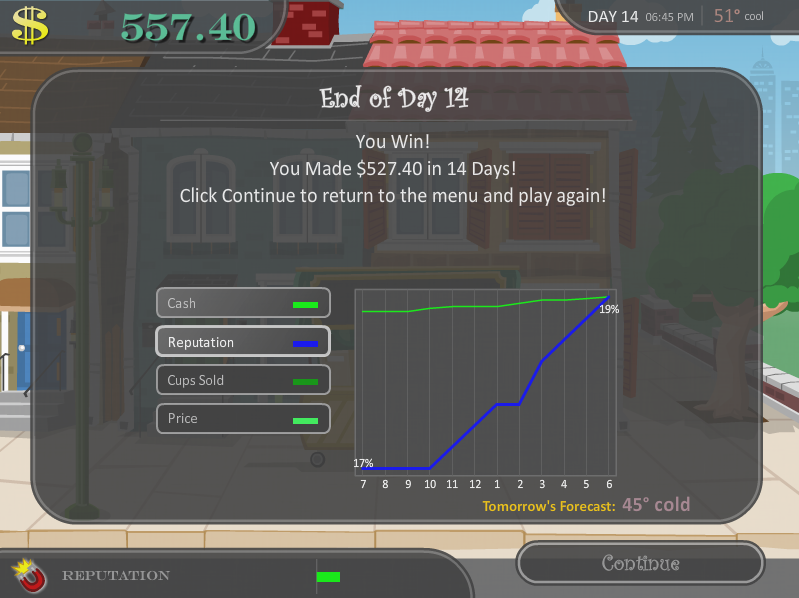 $ 557.40
DAY 14 06:45 PM 51° cool
End of Day 14
You Win!
You Made $527.40 in 14 Days!
Click Continue to return to the menu and play again!
Cash
Reputation
Cups Sold
Price
19%
17%
7 8 9 10 11 12 1 2 3 4 5 6
Tomorrow's Forecast: 45° cold
REPUTATION
Continue